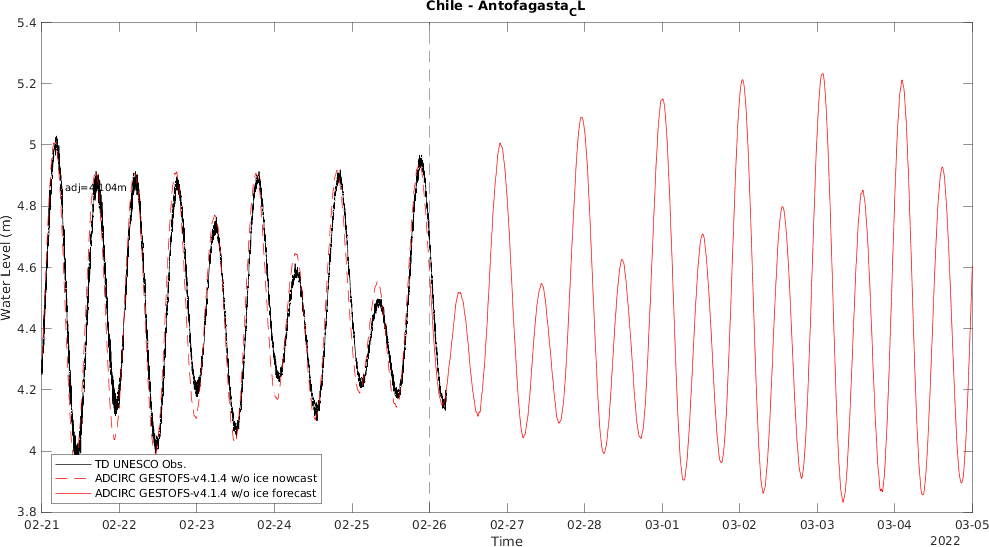 Chile - Antofagasta_CL
Water Level (m)
5.4
5.2
5
4.8
4.6
4.4
4.2
4
3.8
adj=4.104m
TD UNESCO Obs.
ADCIRC GESTOFS-v4.1.4 w/o ice nowcast
ADCIRC GESTOFS-v4.1.4 w/o ice forecast
02-21 02-22 02-23 02-24 02-25 02-26 02-27 02-28 03-01 03-02 03-03 03-04 03-05
Time
2022